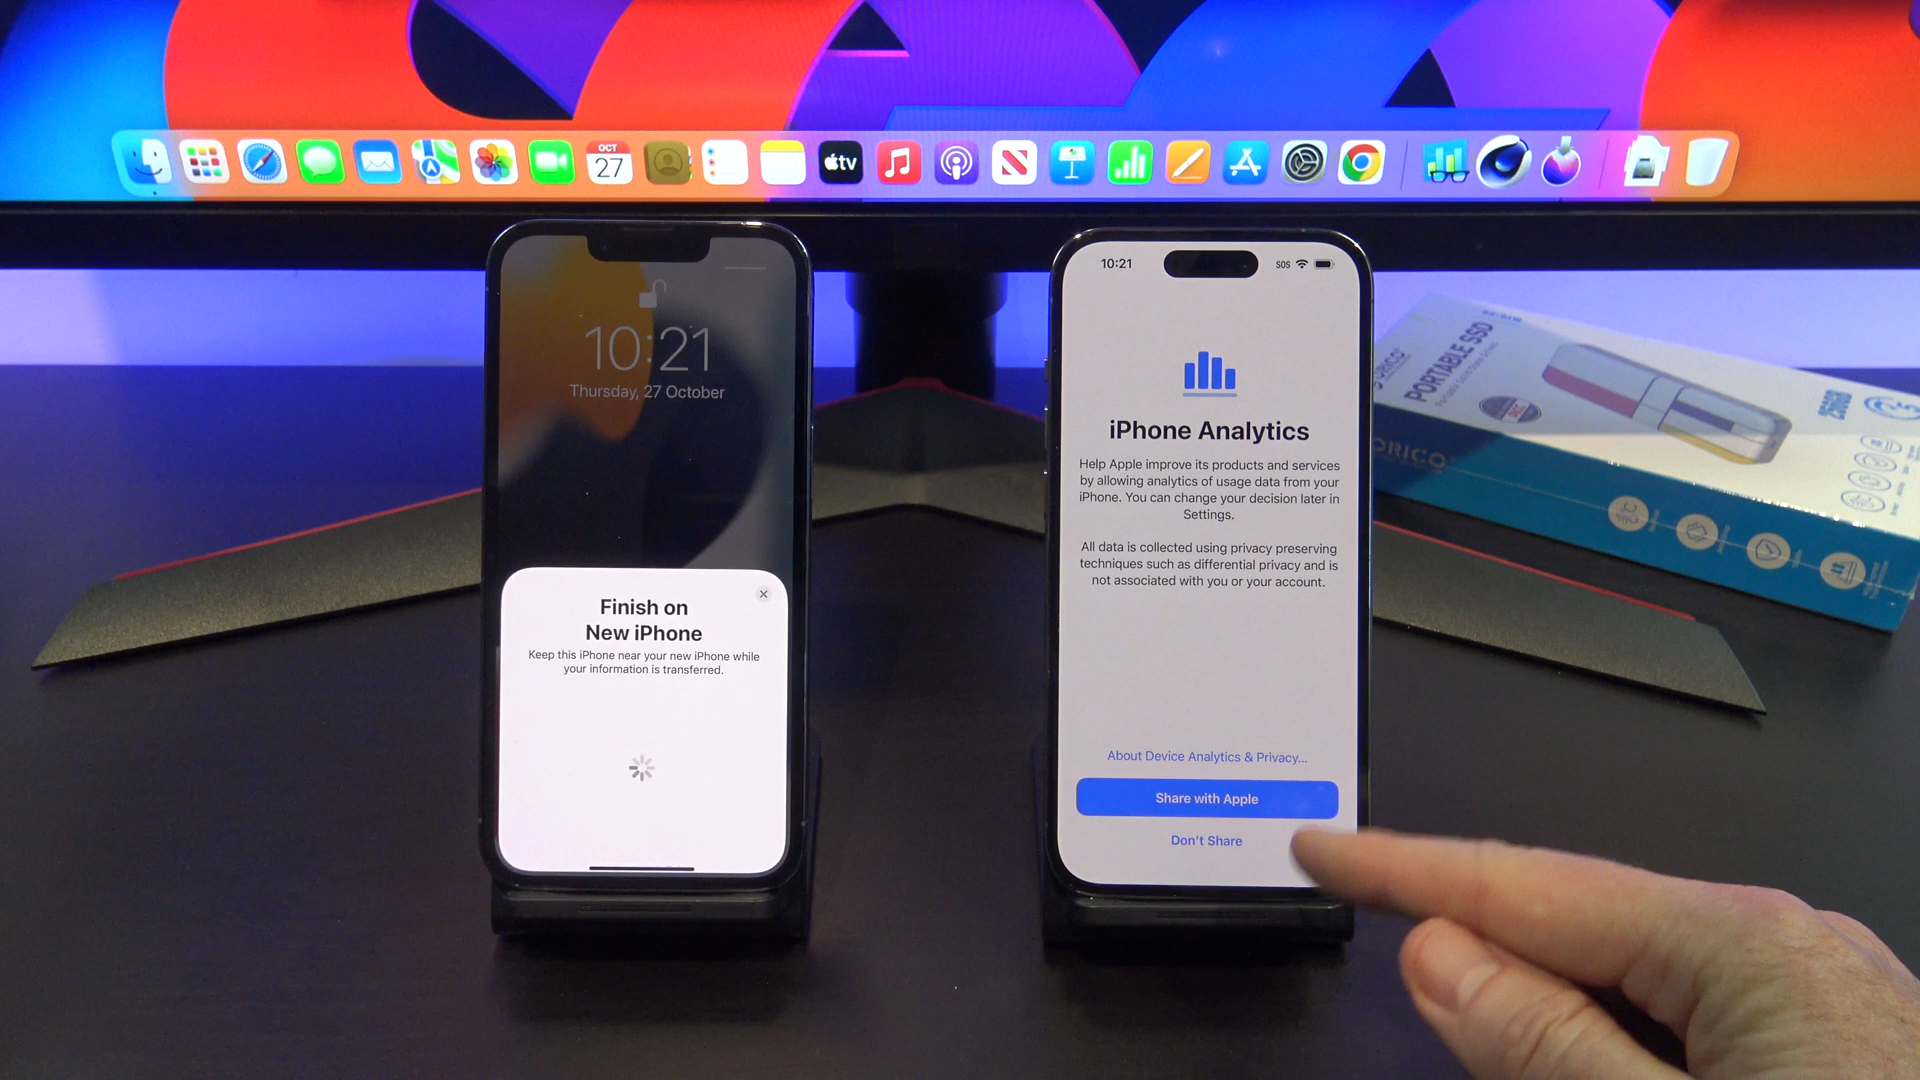 OCT
27
tv
10:21
Thursday, 27 October
Finish on
New iPhone
Keep this iPhone near your new iPhone while
your information is transferred.
10:21
SOS
iPhone Analytics
Help Apple improve its products and services
by allowing analytics of usage data from your
iPhone. You can change your decision later in
Settings.
All data is collected using privacy preserving
techniques such as differential privacy and is
not associated with you or your account.
About Device Analytics & Privacy...
Share with Apple
Don't Share
ORICO
PORTABLE SSD
256GB
ORICO